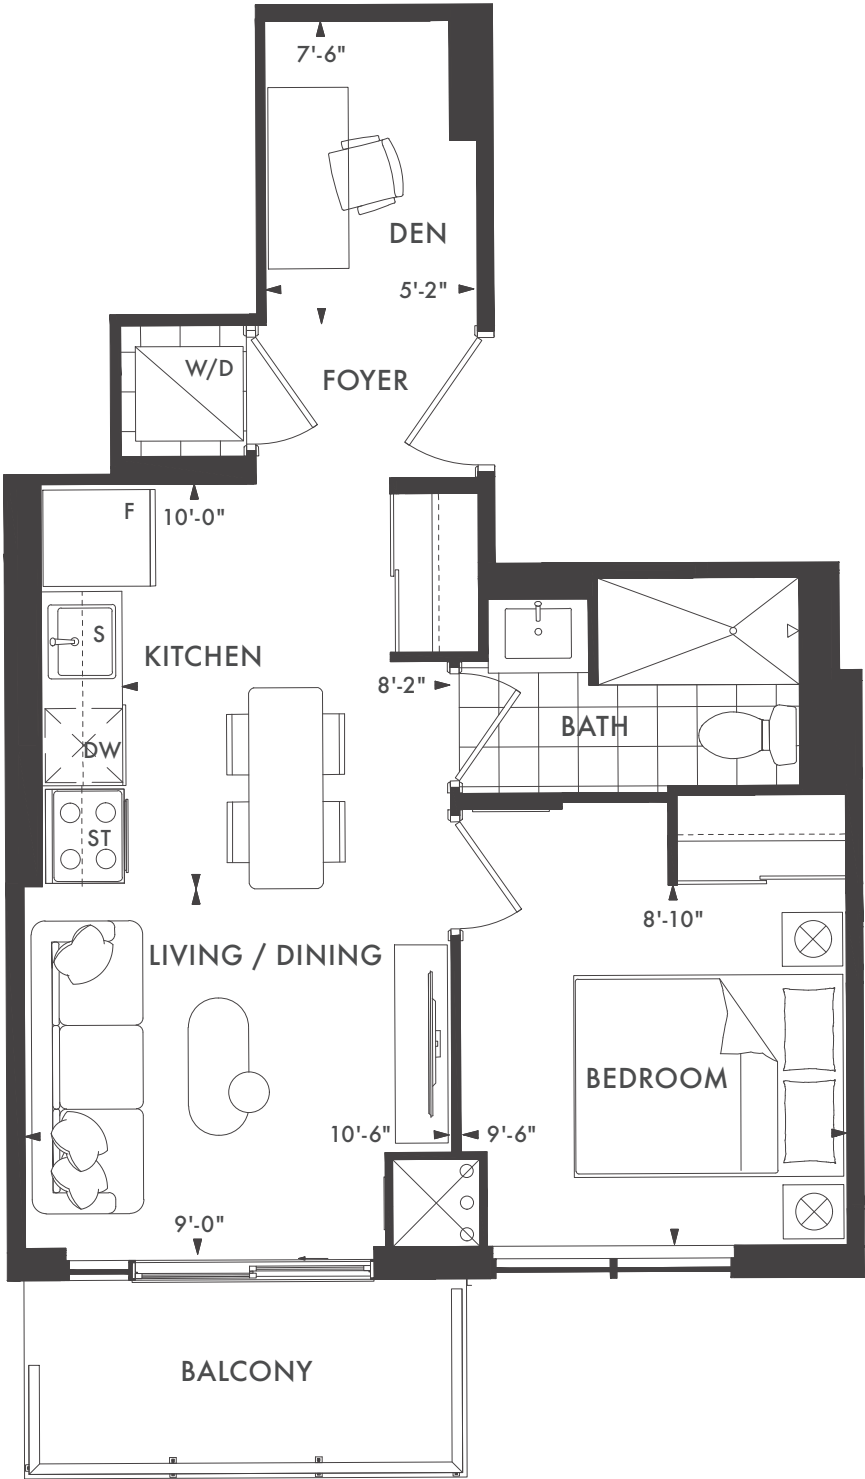 7'-6"
DEN
5'-2"
W/D
FOYER
F
10'-0"
S
KITCHEN
8'-2"
BATH
DW
ST
8'-10"
LIVING / DINING
BEDROOM
10'-6"
9'-6"
9'-0"
BALCONY